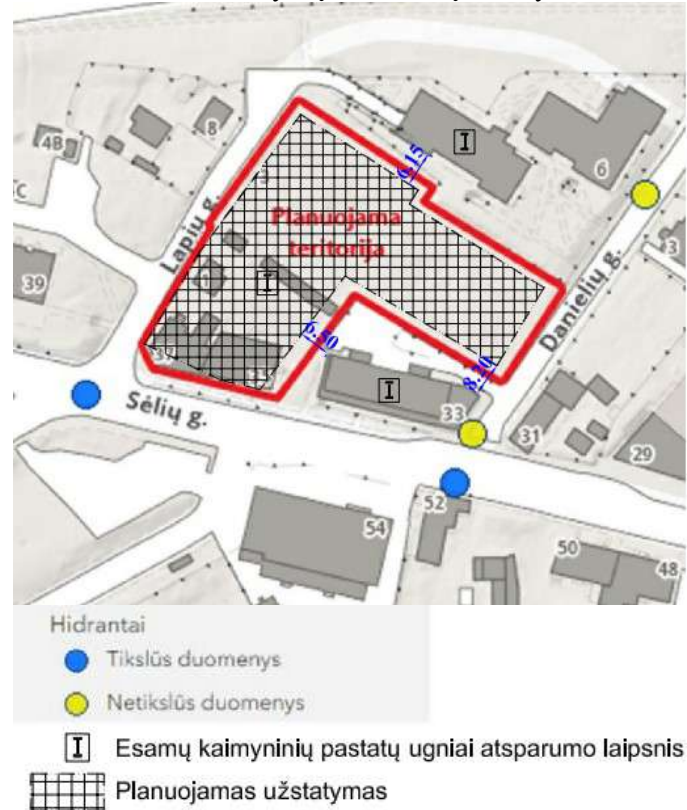 8
4B
6
I
6.15
Planuojama
teritorija
Lapių g.
Danielių g.
3
39
I
6.50
8.20
I
Sėlių g.
33
31
29
52
54
50
48
Hidrantai
Tikslūs duomenys
Netikslūs duomenys
I Esamų kaimyninių pastatų ugniai atsparumo laipsnis
Planuojamas užstatymas